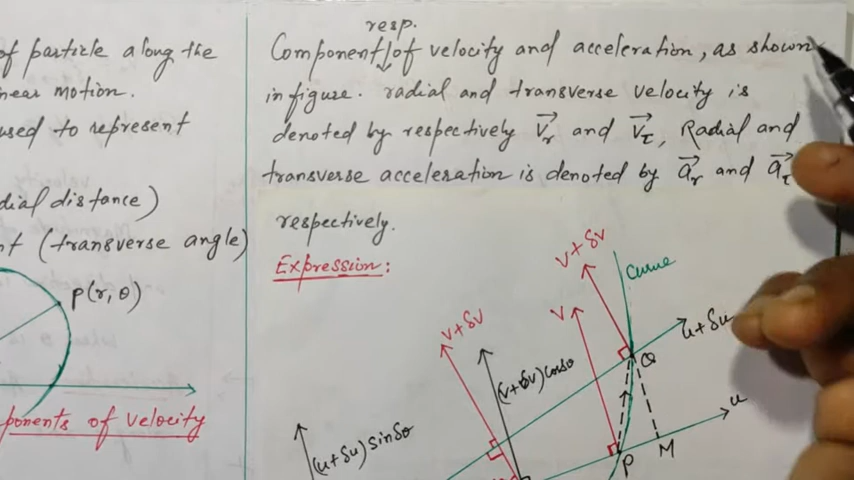 of particle along the
near motion.
used to represent
dial distance)
nt (transverse angle)
P(r, θ)
ponents of velocity
resp.
Component of velocity and acceleration, as shown
in figure. radial and transverse velocity is
denoted by respectively V⃗r and V⃗τ, Radial and
transverse acceleration is denoted by a⃗r and a⃗τ
respectively.
Expression:
V+δV
Curve
V
V+δV
u+δu
Q
(V+δV)cosδθ
u
(u+δu)sinδθ
P
M